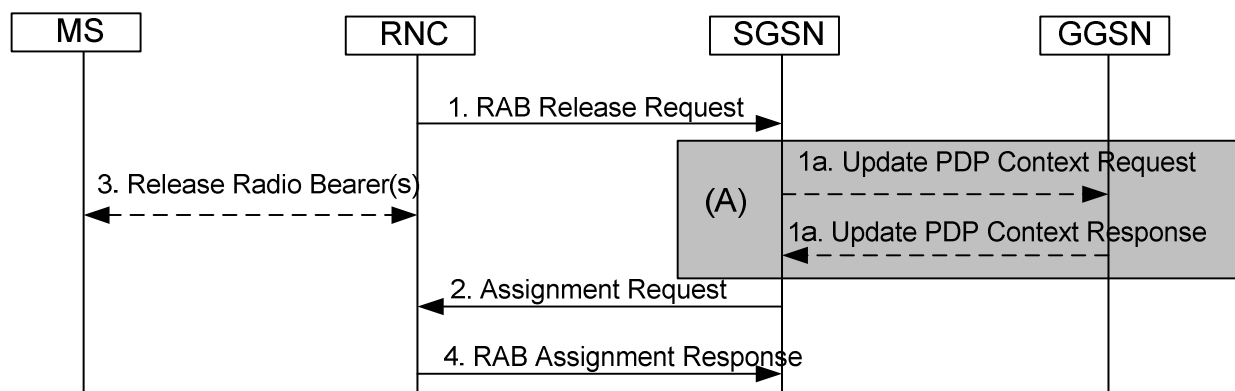 MS
RNC
SGSN
GGSN
1. RAB Release Request
1a. Update PDP Context Request
3. Release Radio Bearer(s)
(A)
1a. Update PDP Context Response
2. Assignment Request
4. RAB Assignment Response